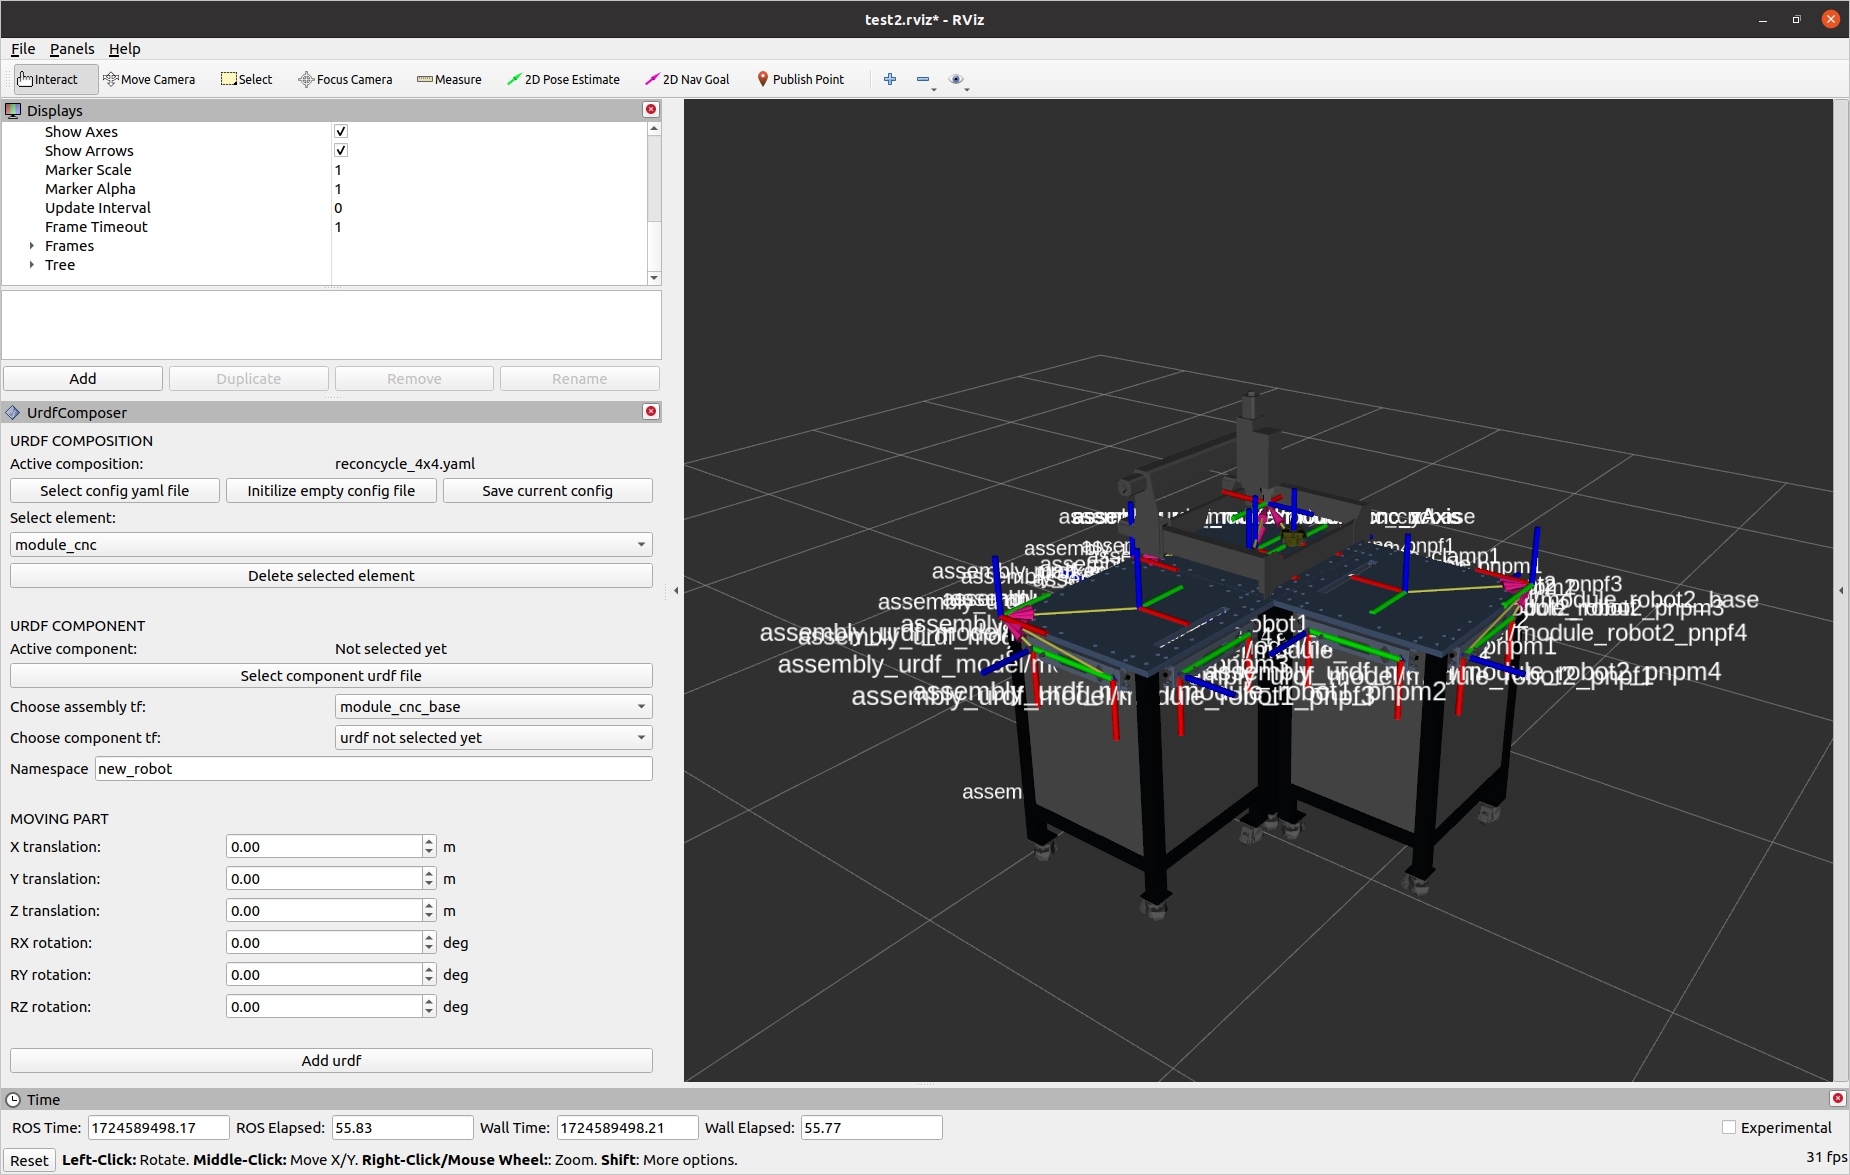 test2.rviz* - RViz
File Panels Help
Interact Move Camera Select Focus Camera Measure 2D Pose Estimate 2D Nav Goal Publish Point
Displays
Show Axes
Show Arrows
Marker Scale 1
Marker Alpha 1
Update Interval 0
Frame Timeout 1
Frames
Tree
Add Duplicate Remove Rename
UrdfComposer
URDF COMPOSITION
Active composition: reconcycle_4x4.yaml
Select config yaml file Initilize empty config file Save current config
Select element:
module_cnc
Delete selected element
URDF COMPONENT
Active component: Not selected yet
Select component urdf file
Choose assembly tf: module_cnc_base
Choose component tf: urdf not selected yet
Namespace new_robot
MOVING PART
X translation: 0.00 m
Y translation: 0.00 m
Z translation: 0.00 m
RX rotation: 0.00 deg
RY rotation: 0.00 deg
RZ rotation: 0.00 deg
Add urdf
pnpf1
clamp1
pnpm1
pnpf3
module_robot2_base
pnpm3
/module_robot2_pnpf4
pnpm1
pnpm4
robot1
assembly_urdf_model/m
pnpm2
assem
Time
ROS Time: 1724589498.17 ROS Elapsed: 55.83 Wall Time: 1724589498.21 Wall Elapsed: 55.77 Experimental
Reset Left-Click: Rotate. Middle-Click: Move X/Y. Right-Click/Mouse Wheel:: Zoom. Shift: More options. 31 fps